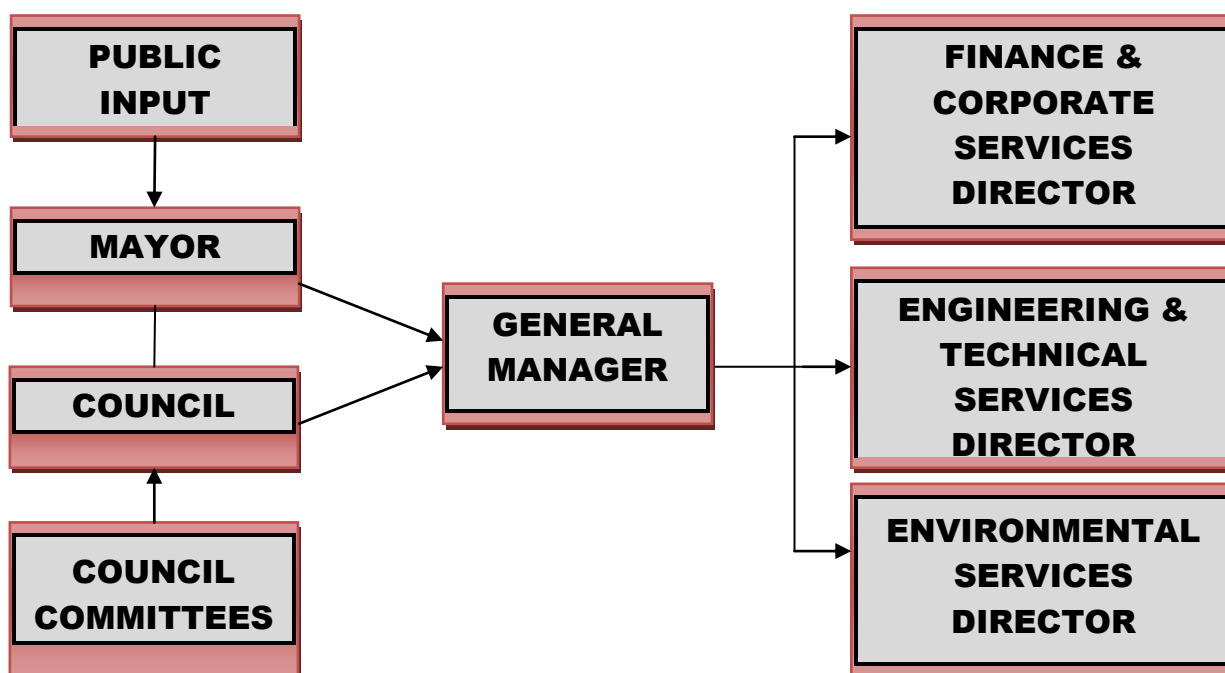 PUBLIC
INPUT
MAYOR
COUNCIL
COUNCIL
COMMITTEES
GENERAL
MANAGER
FINANCE &
CORPORATE
SERVICES
DIRECTOR
ENGINEERING &
TECHNICAL
SERVICES
DIRECTOR
ENVIRONMENTAL
SERVICES
DIRECTOR